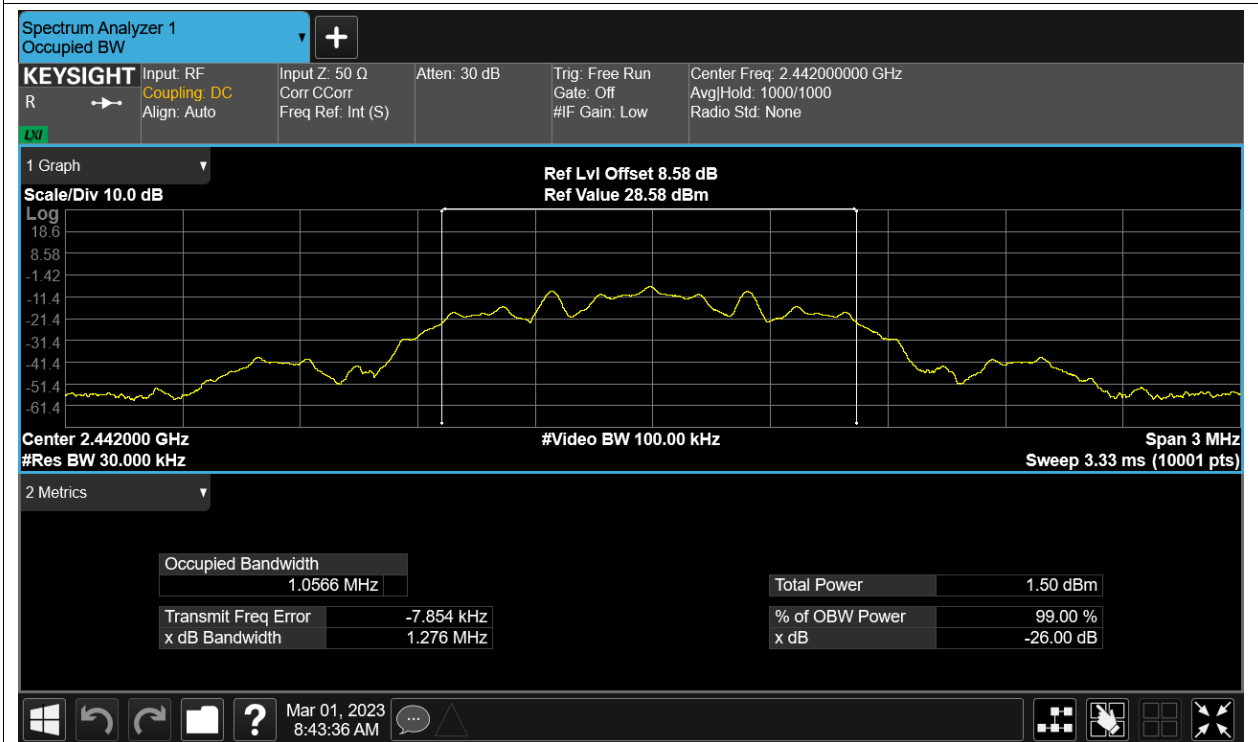 Spectrum Analyzer 1
Occupied BW
KEYSIGHT
R
LXI
Input: RF
Coupling: DC
Align: Auto
Input Z: 50 Ω
Corr CCorr
Freq Ref: Int (S)
Atten: 30 dB
Trig: Free Run
Gate: Off
#IF Gain: Low
Center Freq: 2.442000000 GHz
Avg|Hold: 1000/1000
Radio Std: None
1 Graph
Scale/Div 10.0 dB
Ref Lvl Offset 8.58 dB
Ref Value 28.58 dBm
Log
18.6
8.58
-1.42
-11.4
-21.4
-31.4
-41.4
-51.4
-61.4
Center 2.442000 GHz
#Video BW 100.00 kHz
Span 3 MHz
#Res BW 30.000 kHz
Sweep 3.33 ms (10001 pts)
2 Metrics
Occupied Bandwidth
1.0566 MHz
Total Power 1.50 dBm
Transmit Freq Error -7.854 kHz
% of OBW Power 99.00 %
x dB Bandwidth 1.276 MHz
x dB -26.00 dB
?
Mar 01, 2023
8:43:36 AM